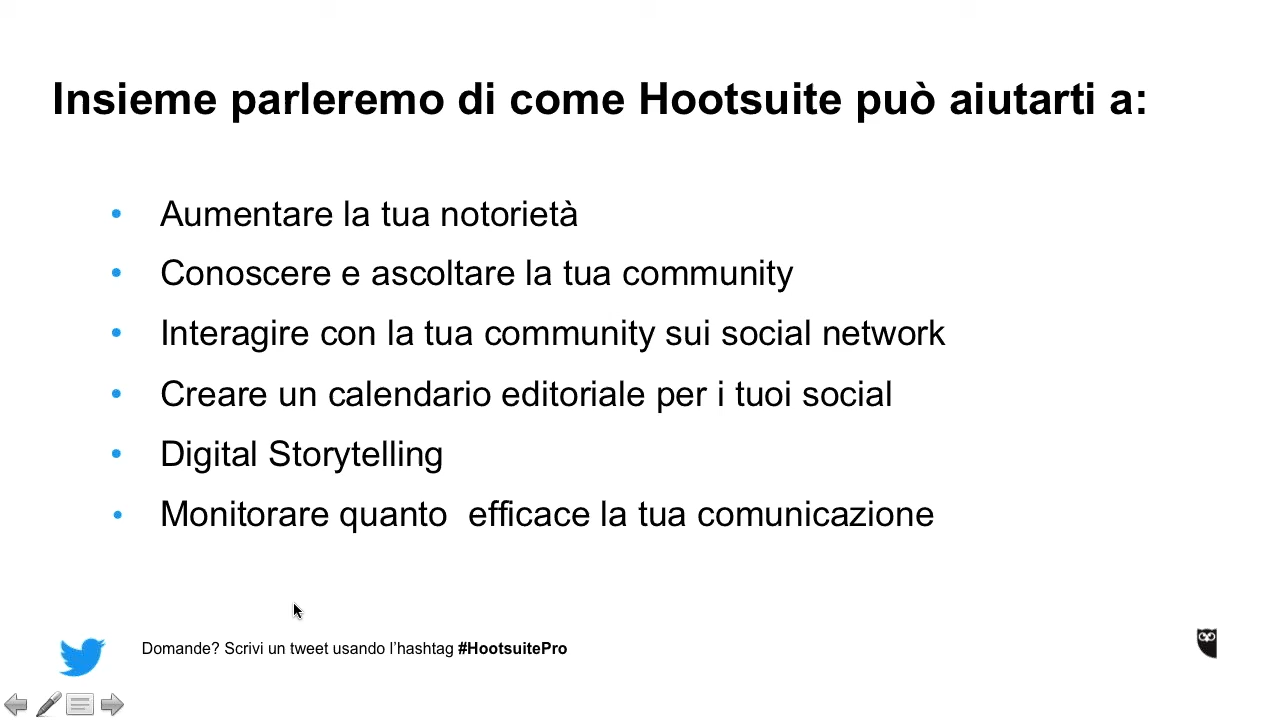 Insieme parleremo di come Hootsuite può aiutarti a:
• Aumentare la tua notorietà
• Conoscere e ascoltare la tua community
• Interagire con la tua community sui social network
• Creare un calendario editoriale per i tuoi social
• Digital Storytelling
• Monitorare quanto  efficace la tua comunicazione
Domande? Scrivi un tweet usando l’hashtag #HootsuitePro